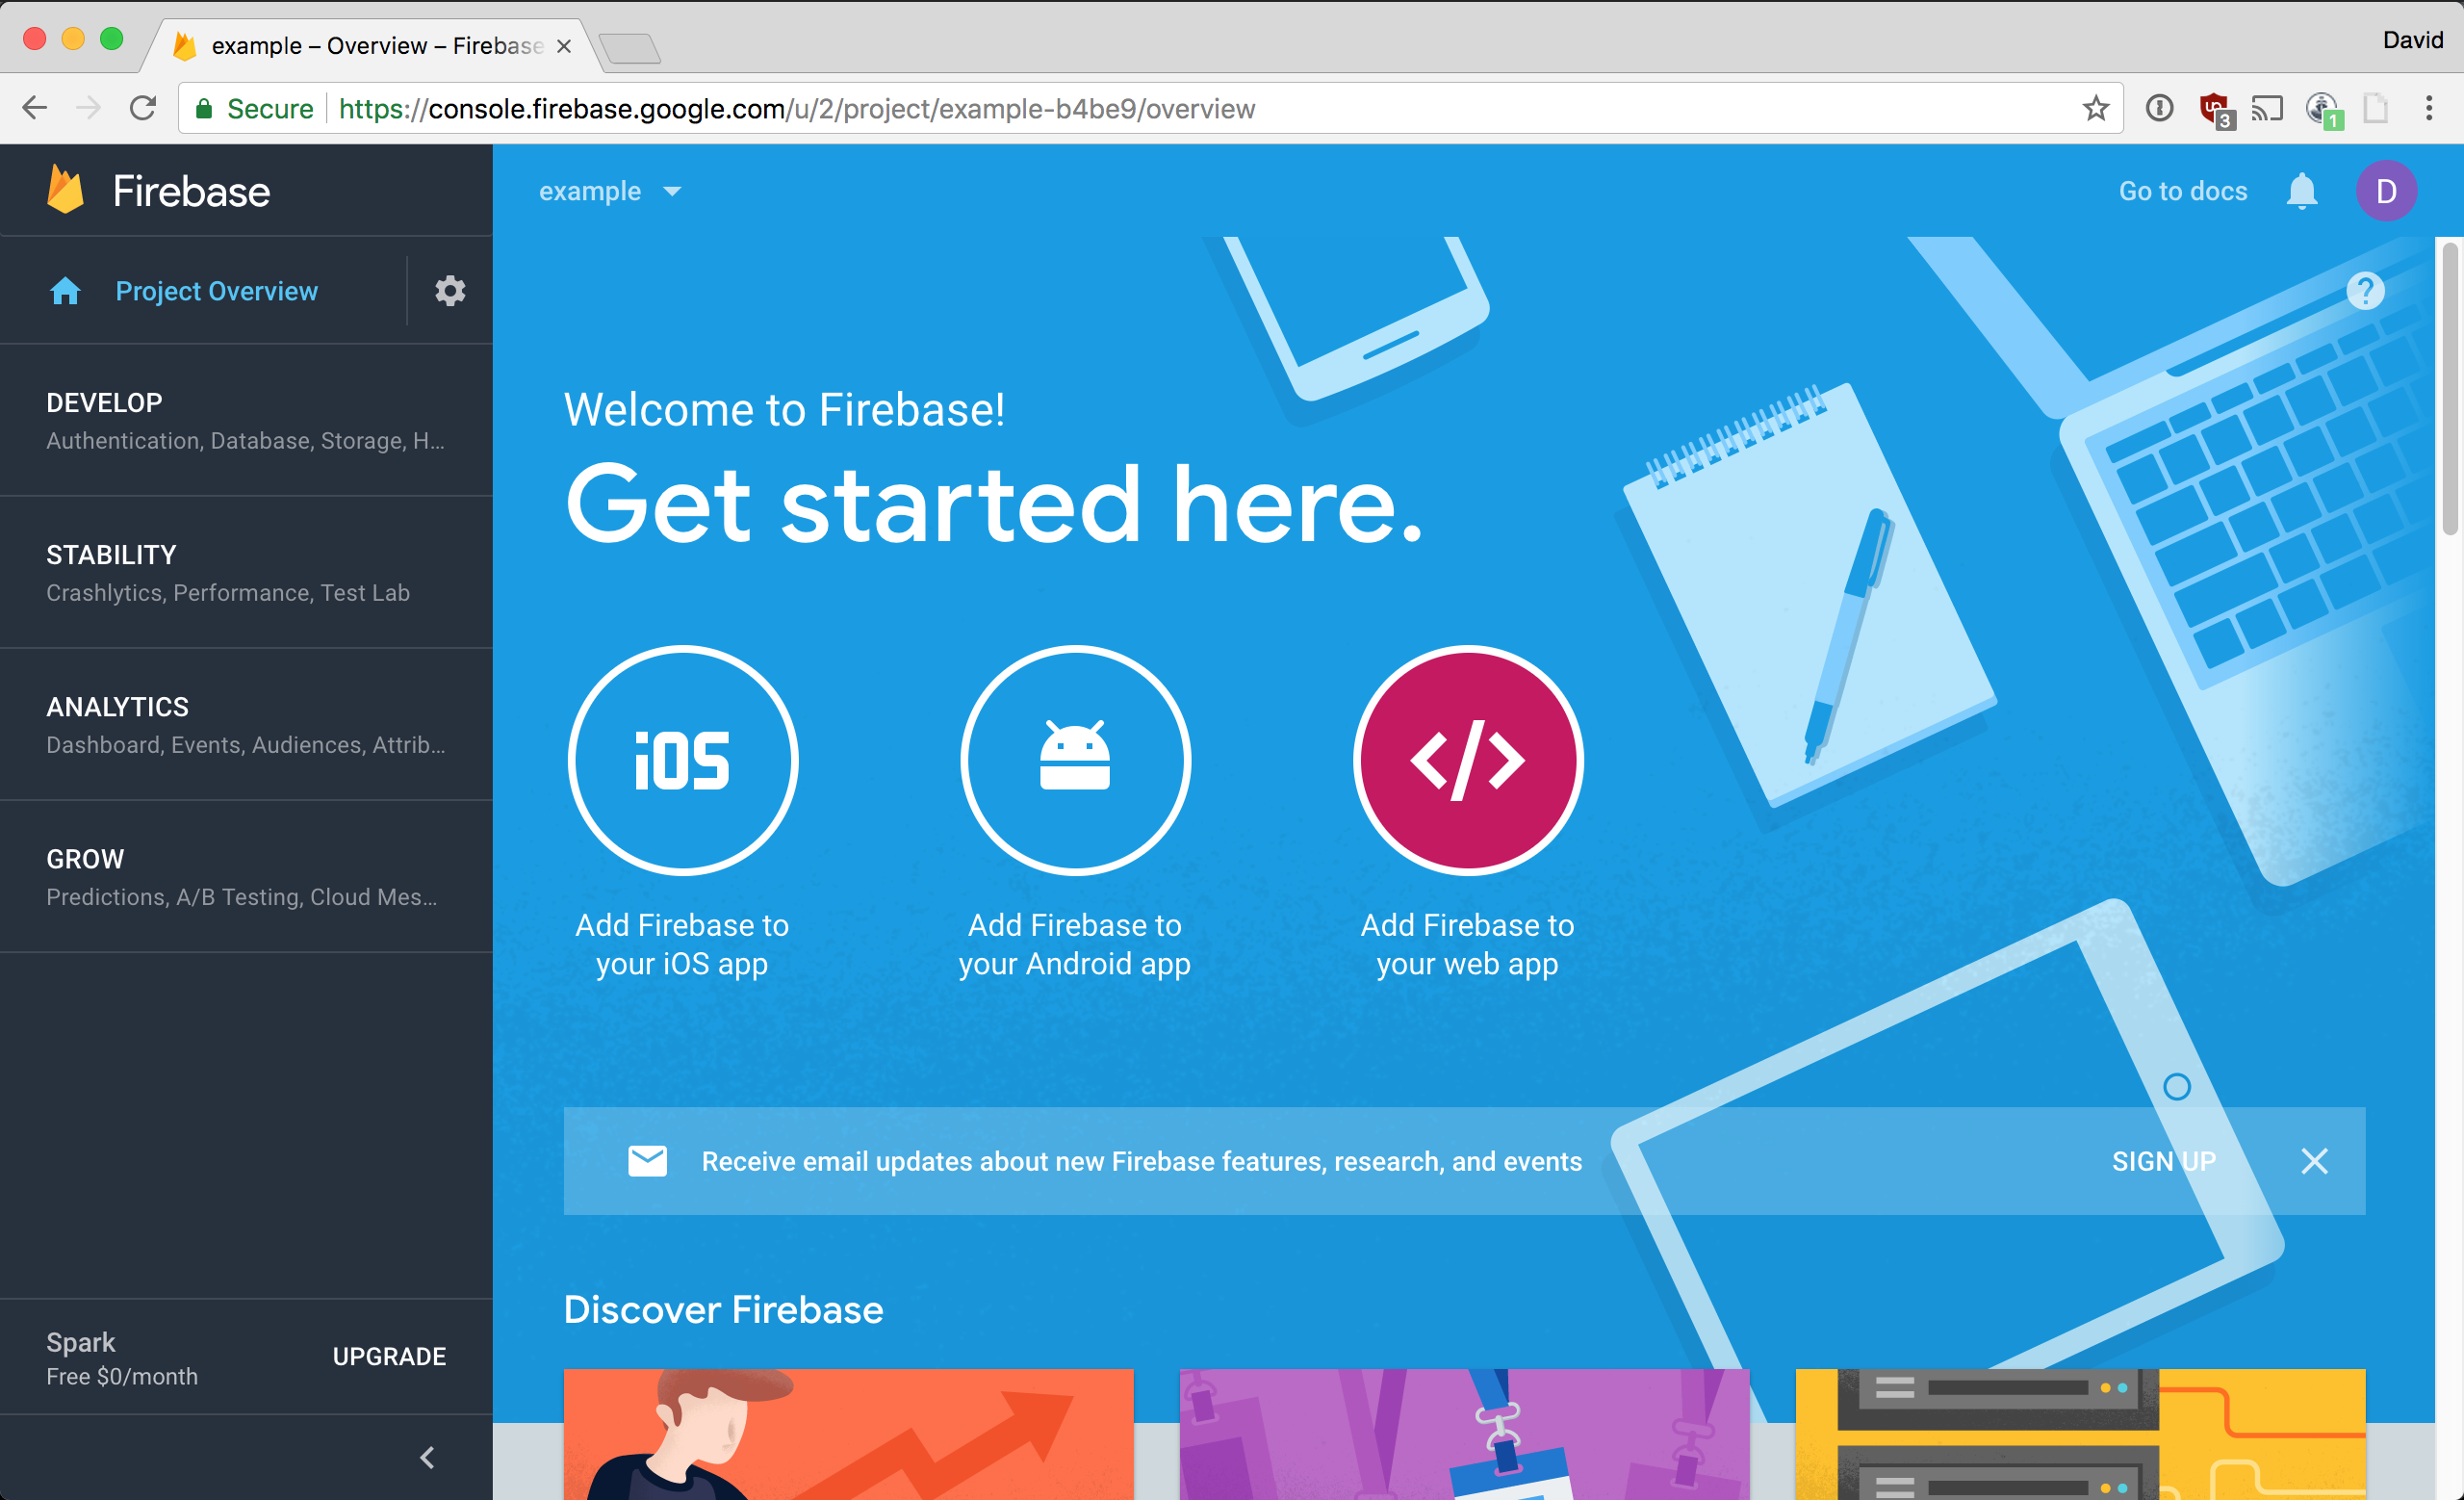 example – Overview – Firebase
David
Secure
https://console.firebase.google.com/u/2/project/example-b4be9/overview
3
1
Firebase
example
Go to docs
D
Project Overview
?
DEVELOP
Authentication, Database, Storage, H...
STABILITY
Crashlytics, Performance, Test Lab
ANALYTICS
Dashboard, Events, Audiences, Attrib...
GROW
Predictions, A/B Testing, Cloud Mes...
Spark
Free $0/month
UPGRADE
Welcome to Firebase!
Get started here.
iOS
</>
Add Firebase to
your iOS app
Add Firebase to
your Android app
Add Firebase to
your web app
Receive email updates about new Firebase features, research, and events
SIGN UP
Discover Firebase